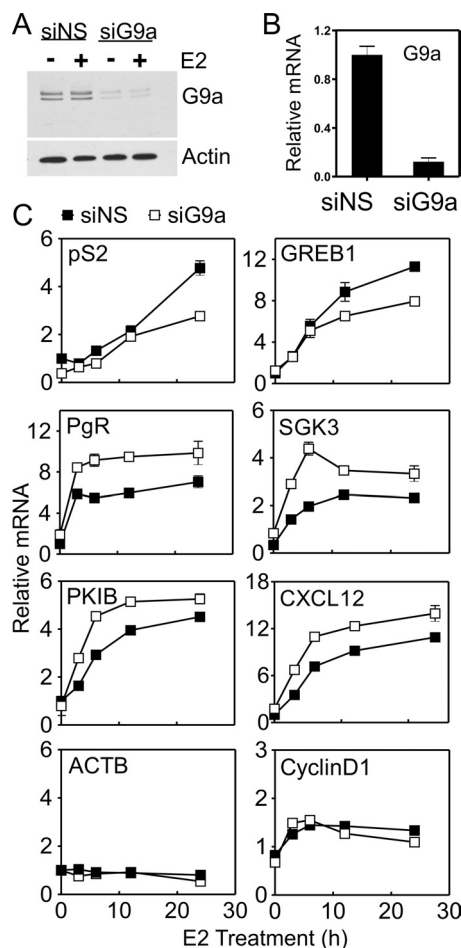 A
siNS siG9a
- + - + E2
G9a
Actin
B
Relative mRNA
1.2
0.8
0.4
0.0
G9a
siNS siG9a
C
siNS siG9a
pS2
6
4
2
0
GREB1
12
8
4
0
PgR
12
8
4
0
SGK3
6
4
2
0
Relative mRNA
PKIB
6
4
2
0
CXCL12
18
12
6
0
ACTB
6
4
2
0
CyclinD1
3
2
1
0
0 10 20 30
0 10 20 30
E2 Treatment (h)